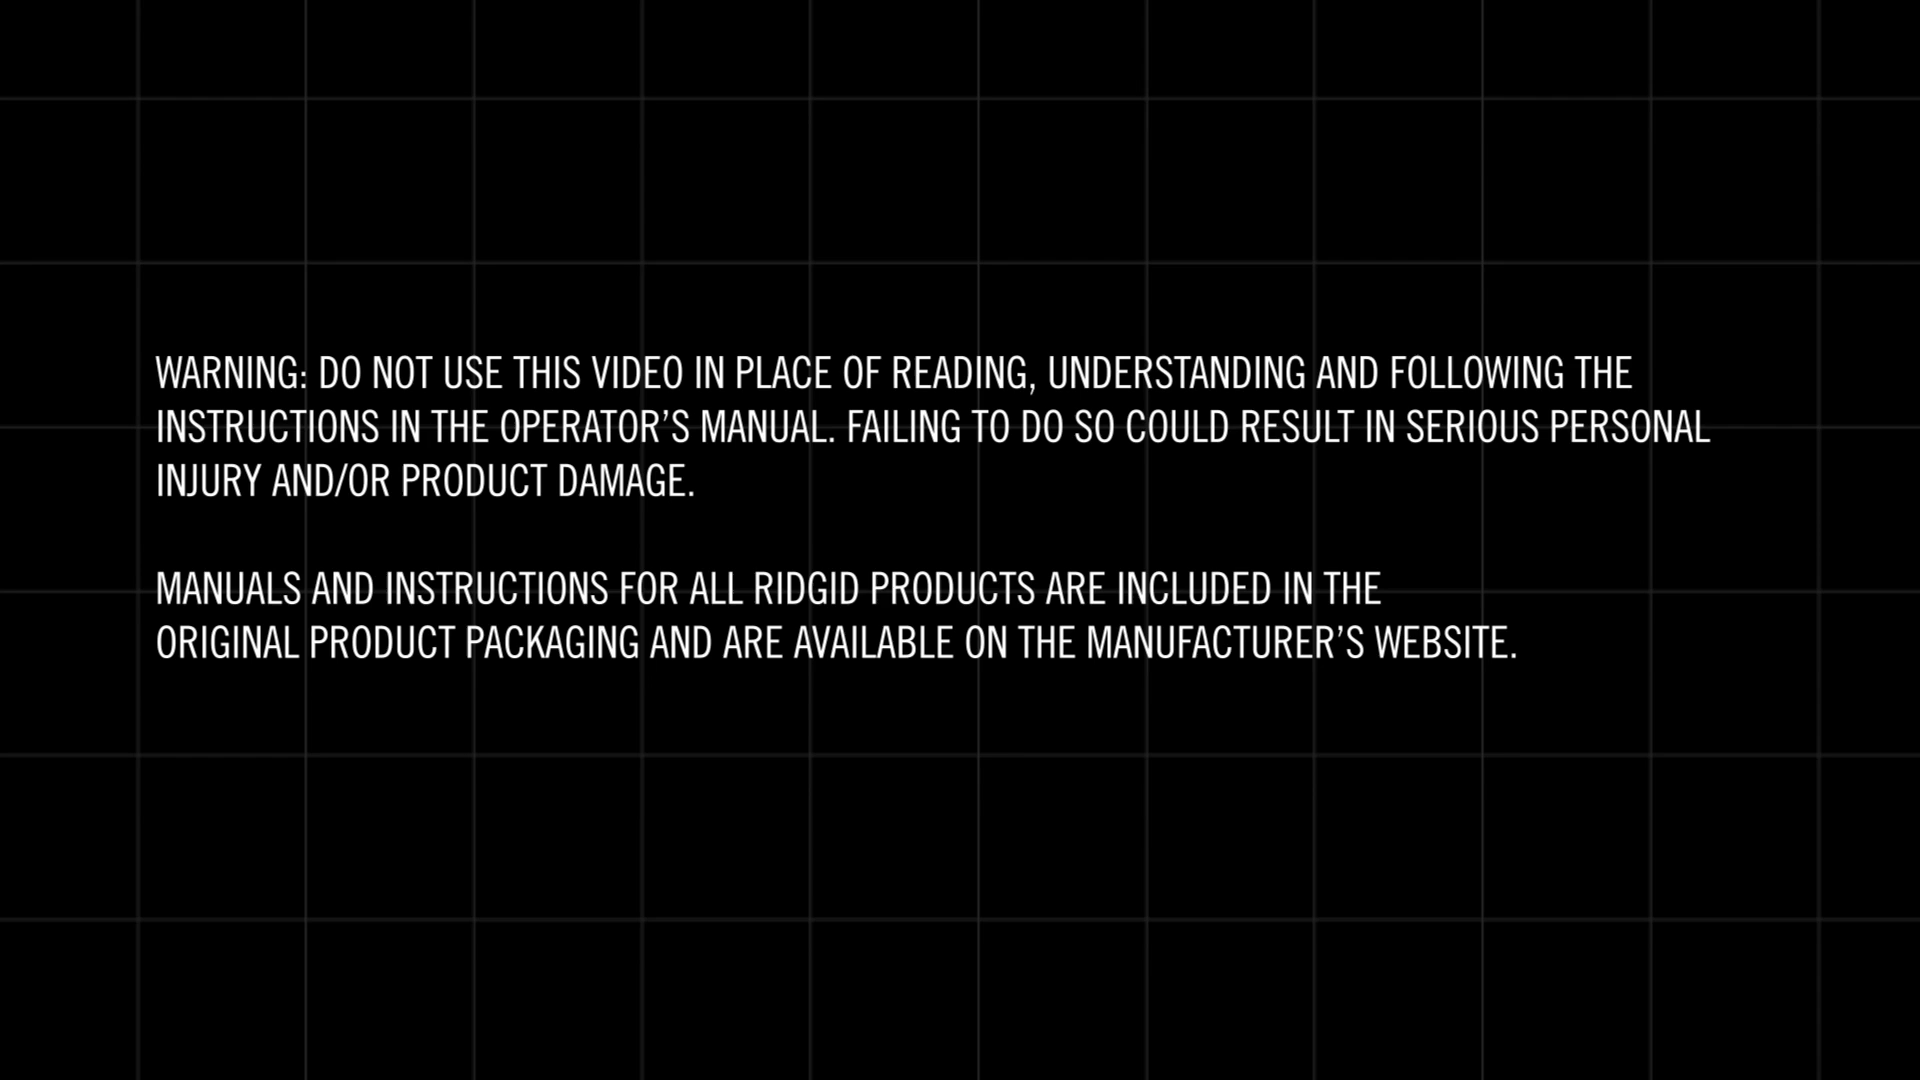 WARNING: DO NOT USE THIS VIDEO IN PLACE OF READING, UNDERSTANDING AND FOLLOWING THE
INSTRUCTIONS IN THE OPERATOR’S MANUAL. FAILING TO DO SO COULD RESULT IN SERIOUS PERSONAL
INJURY AND/OR PRODUCT DAMAGE.
MANUALS AND INSTRUCTIONS FOR ALL RIDGID PRODUCTS ARE INCLUDED IN THE
ORIGINAL PRODUCT PACKAGING AND ARE AVAILABLE ON THE MANUFACTURER’S WEBSITE.